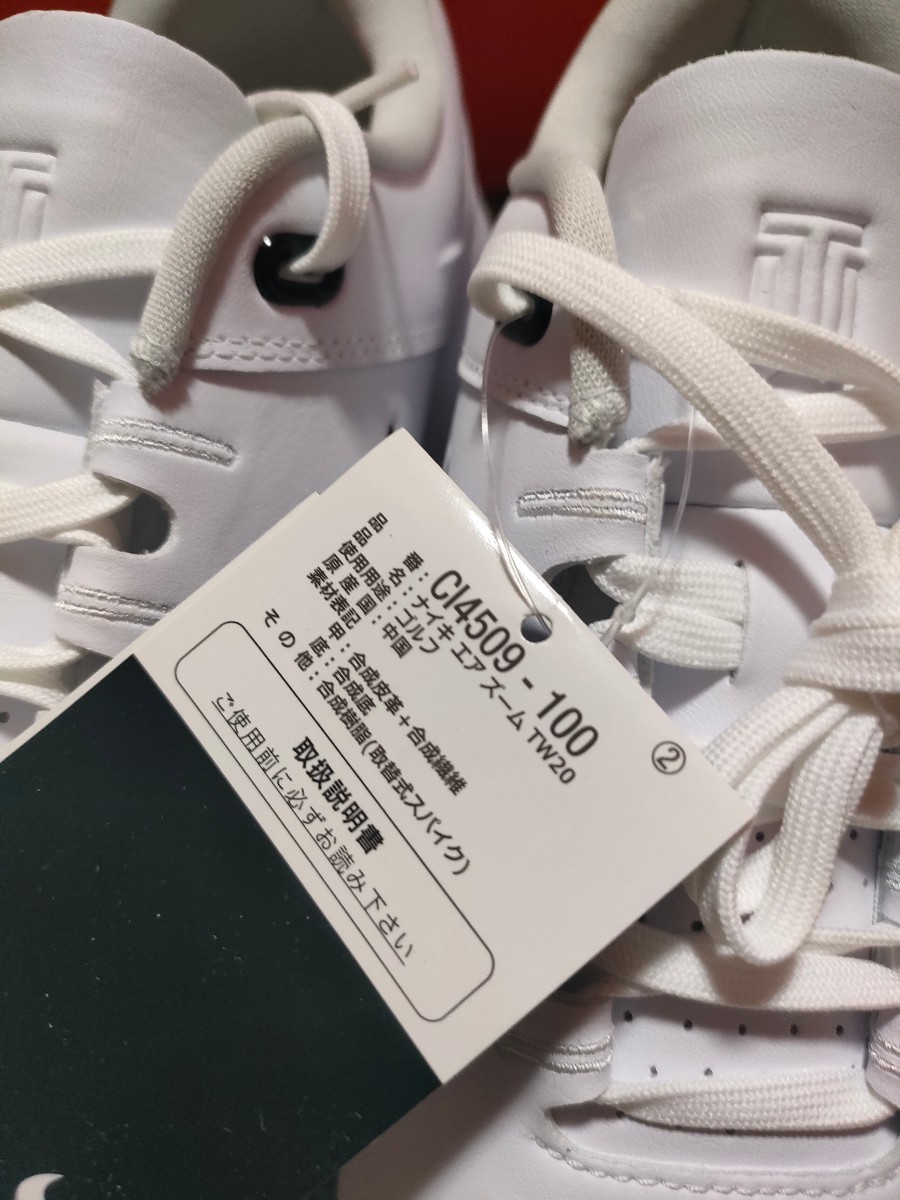 品 番：CI4509 - 100
品 名：ナイキ エア ズーム TW20
使用用途：ゴルフ
原 産 国：中国
素材表記 甲：合成皮革＋合成繊維
底：合成底
そ の 他：合成樹脂(取替式スパイク)
②
取扱説明書
ご使用前に必ずお読み下さい